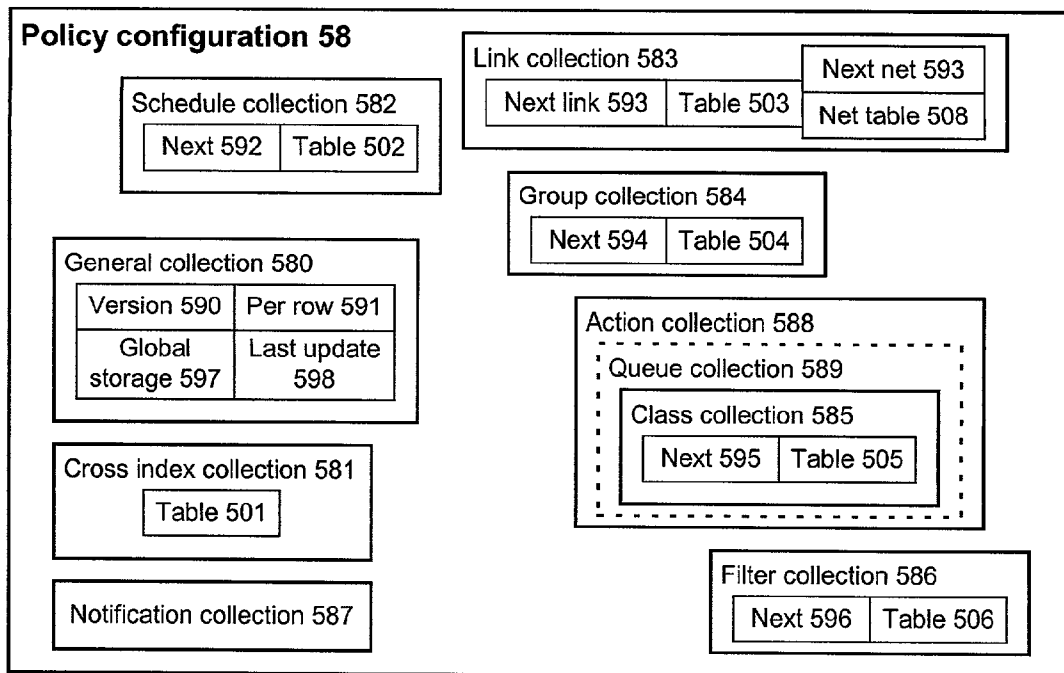 Policy configuration 58
Link collection 583
Next net 593
Next link 593
Table 503
Net table 508
Schedule collection 582
Next 592
Table 502
Group collection 584
Next 594
Table 504
General collection 580
Version 590
Per row 591
Global
storage 597
Last update
598
Action collection 588
Queue collection 589
Class collection 585
Next 595
Table 505
Cross index collection 581
Table 501
Notification collection 587
Filter collection 586
Next 596
Table 506